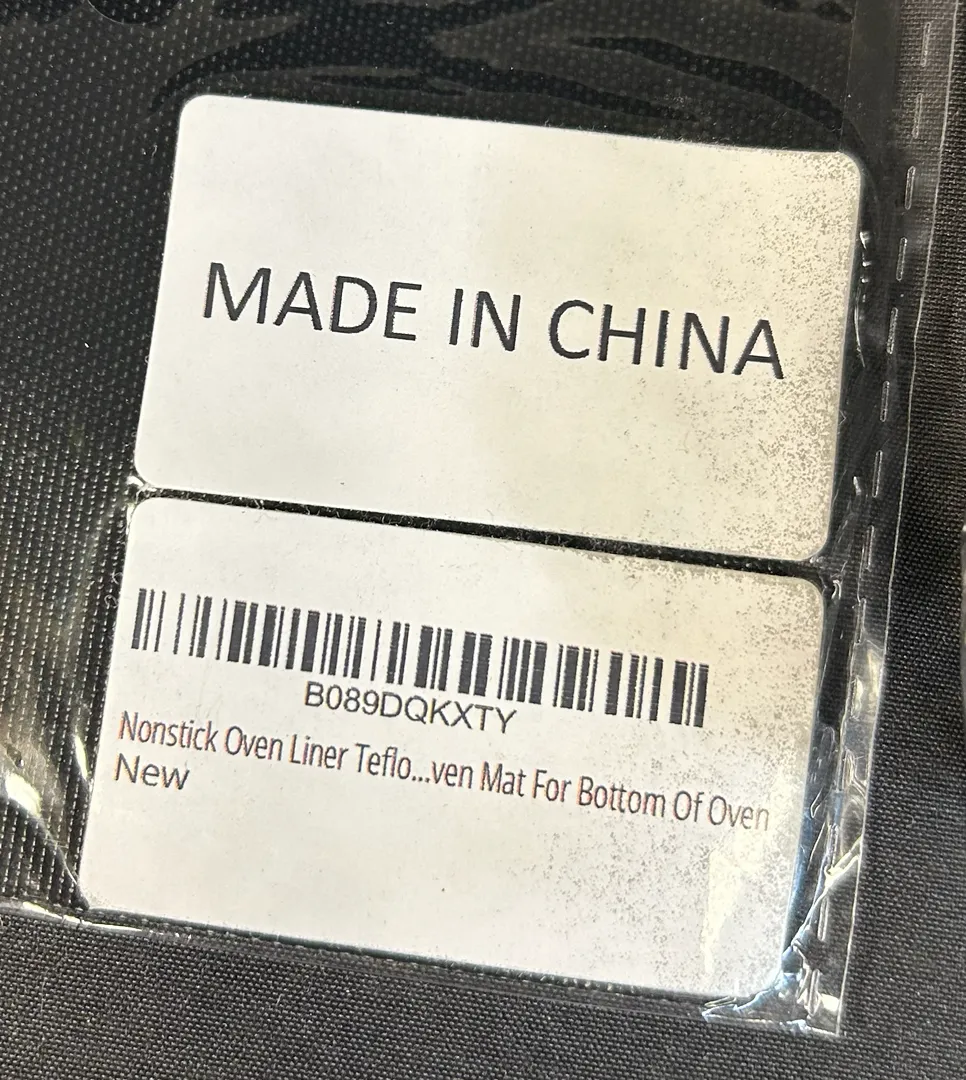 MADE IN CHINA
B089DQKXTY
Nonstick Oven Liner Teflo...ven Mat For Bottom Of Oven
New